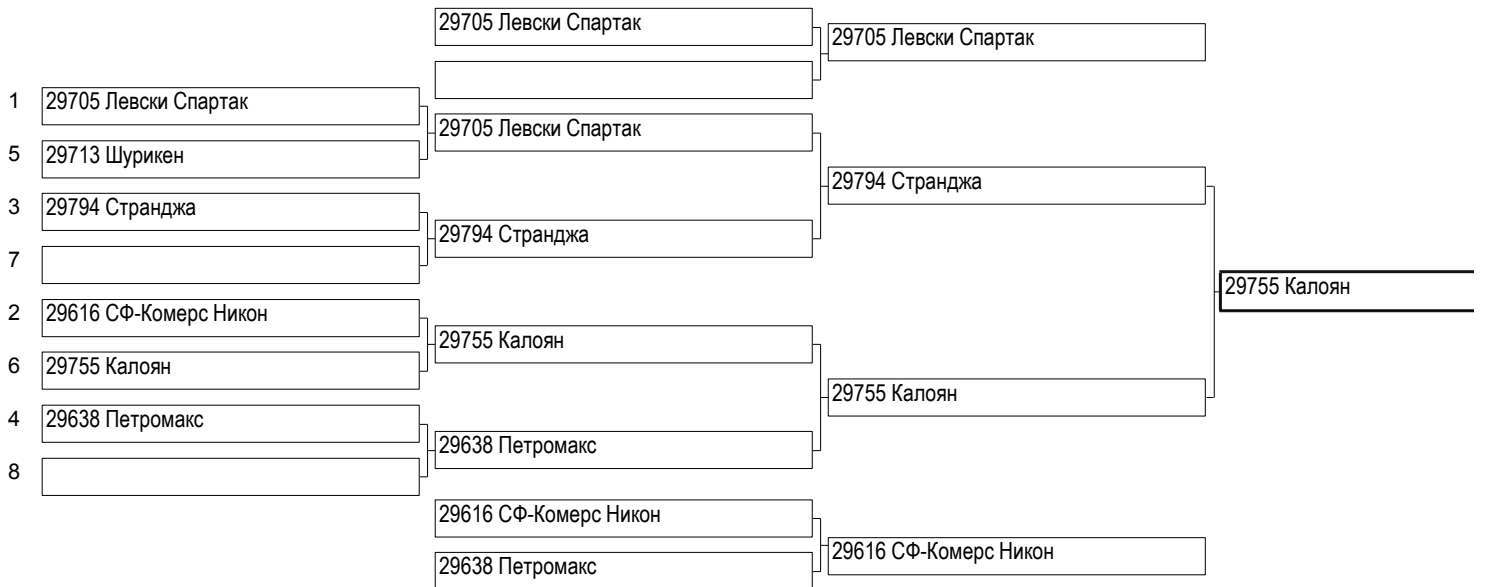 29705 Левски Спартак
29705 Левски Спартак
1 29705 Левски Спартак
29705 Левски Спартак
5 29713 Шурикен
29794 Странджа
3 29794 Странджа
29794 Странджа
7
29755 Калоян
2 29616 СФ-Комерс Никон
29755 Калоян
6 29755 Калоян
29755 Калоян
4 29638 Петромакс
29638 Петромакс
8
29616 СФ-Комерс Никон
29616 СФ-Комерс Никон
29638 Петромакс